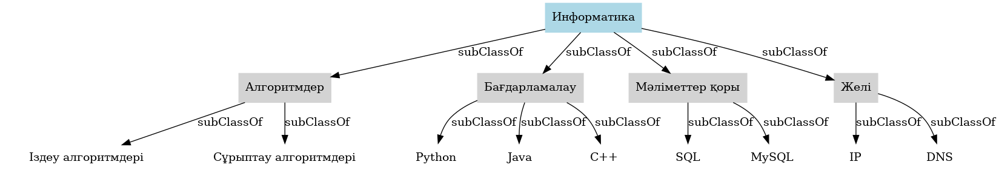 Информатика
subClassOf
subClassOf
subClassOf
subClassOf
Алгоритмдер
Бағдарламалау
Мәліметтер қоры
Желі
subClassOf
subClassOf
subClassOf
subClassOf
subClassOf
subClassOf
subClassOf
subClassOf
subClassOf
Іздеу алгоритмдері
Сұрыптау алгоритмдері
Python
Java
C++
SQL
MySQL
IP
DNS